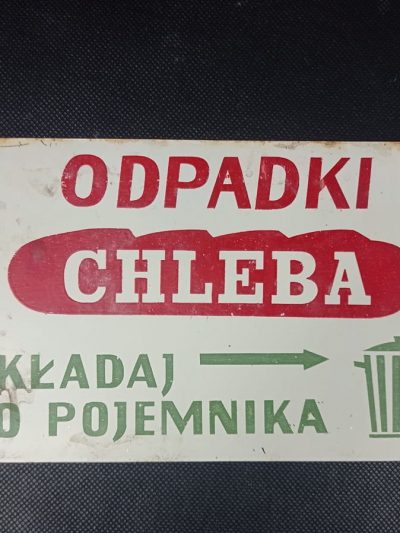 ODPADKI
CHLEBA
KŁADAJ
O POJEMNIKA